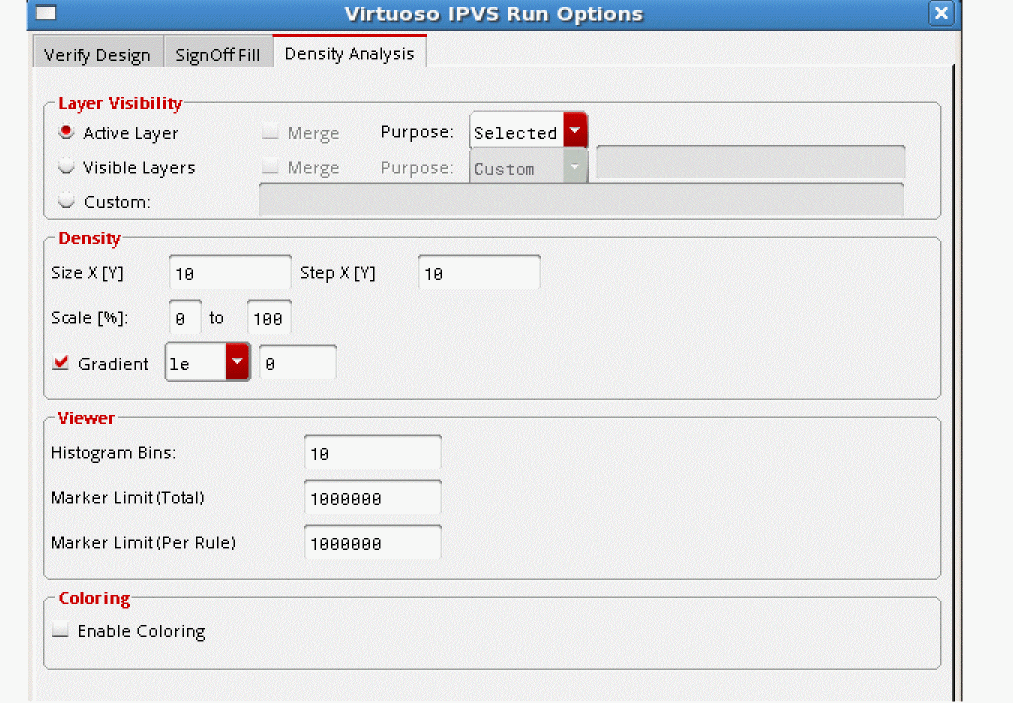 Virtuoso IPVS Run Options
Verify Design SignOff Fill Density Analysis
Layer Visibility
Active Layer Merge Purpose: Selected
Visible Layers Merge Purpose: Custom
Custom:
Density
Size X [Y] 10 Step X [Y] 10
Scale [%]: 0 to 100
Gradient le 0
Viewer
Histogram Bins: 10
Marker Limit (Total) 1000000
Marker Limit (Per Rule) 1000000
Coloring
Enable Coloring